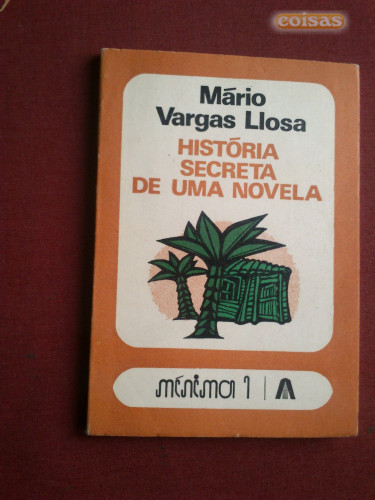 coisas
Mário
Vargas Llosa
HISTÓRIA
SECRETA
DE UMA NOVELA
mínima 1